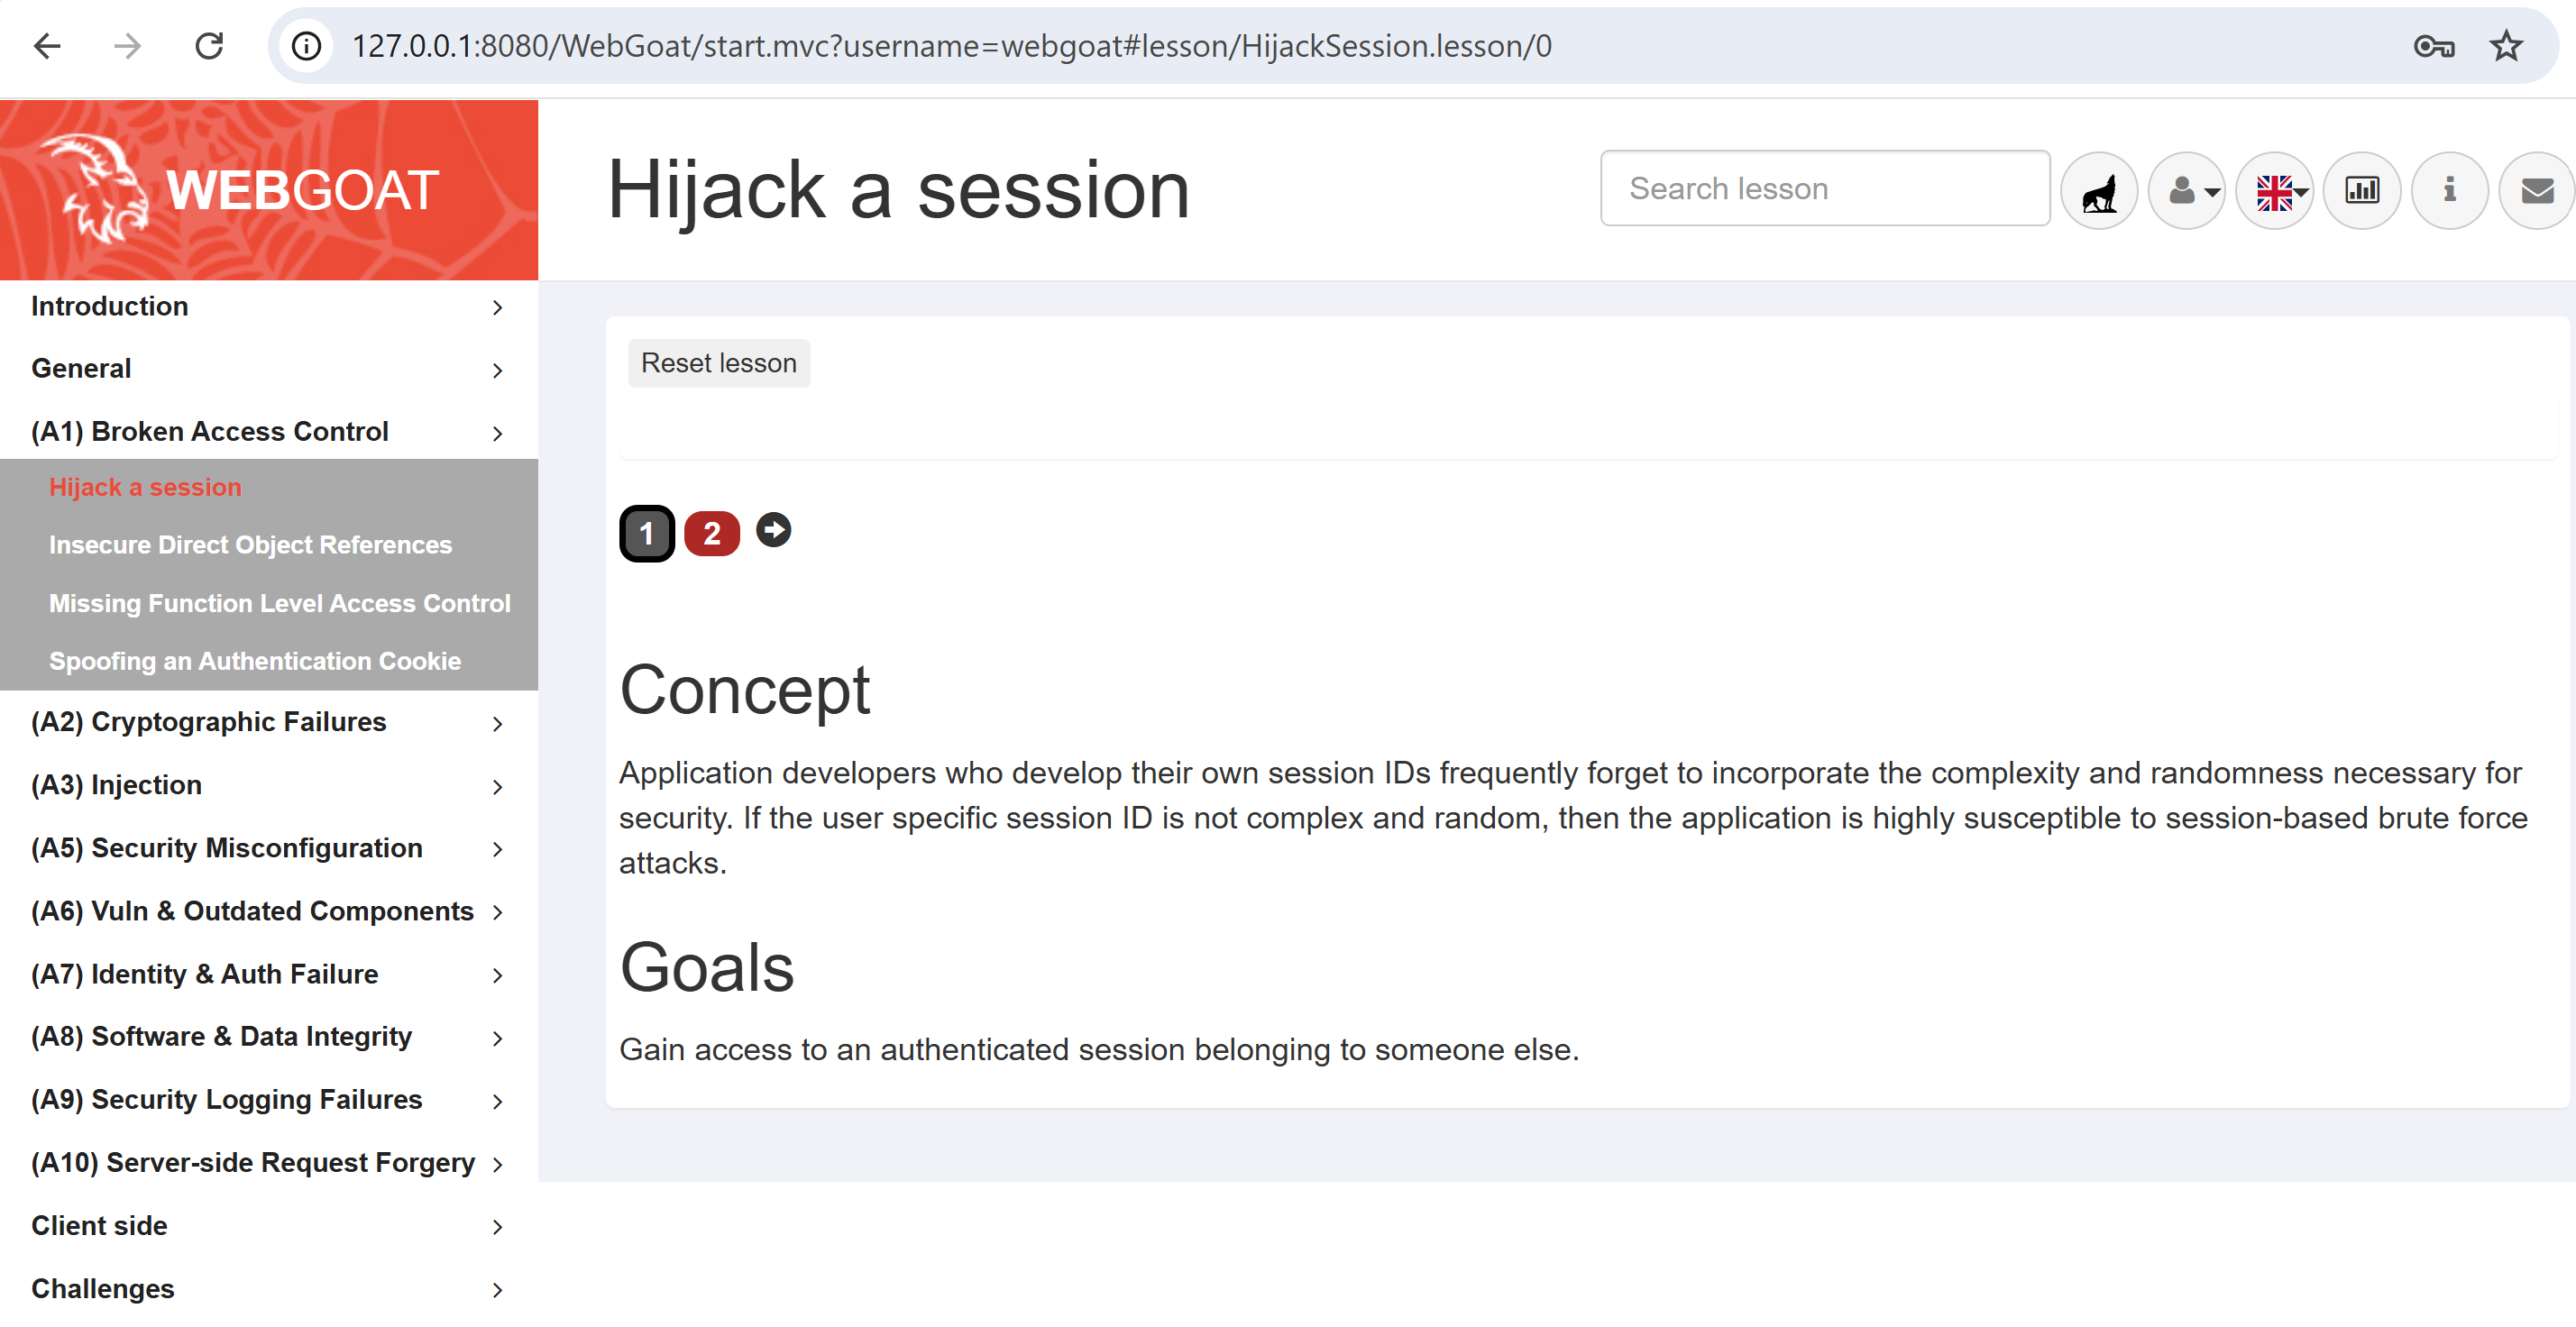 127.0.0.1:8080/WebGoat/start.mvc?username=webgoat#lesson/HijackSession.lesson/0
WEBGOAT
Hijack a session
Search lesson
Introduction
General
(A1) Broken Access Control
Hijack a session
Insecure Direct Object References
Missing Function Level Access Control
Spoofing an Authentication Cookie
(A2) Cryptographic Failures
(A3) Injection
(A5) Security Misconfiguration
(A6) Vuln & Outdated Components
(A7) Identity & Auth Failure
(A8) Software & Data Integrity
(A9) Security Logging Failures
(A10) Server-side Request Forgery
Client side
Challenges
Reset lesson
1 2
Concept
Application developers who develop their own session IDs frequently forget to incorporate the complexity and randomness necessary for
security. If the user specific session ID is not complex and random, then the application is highly susceptible to session-based brute force
attacks.
Goals
Gain access to an authenticated session belonging to someone else.